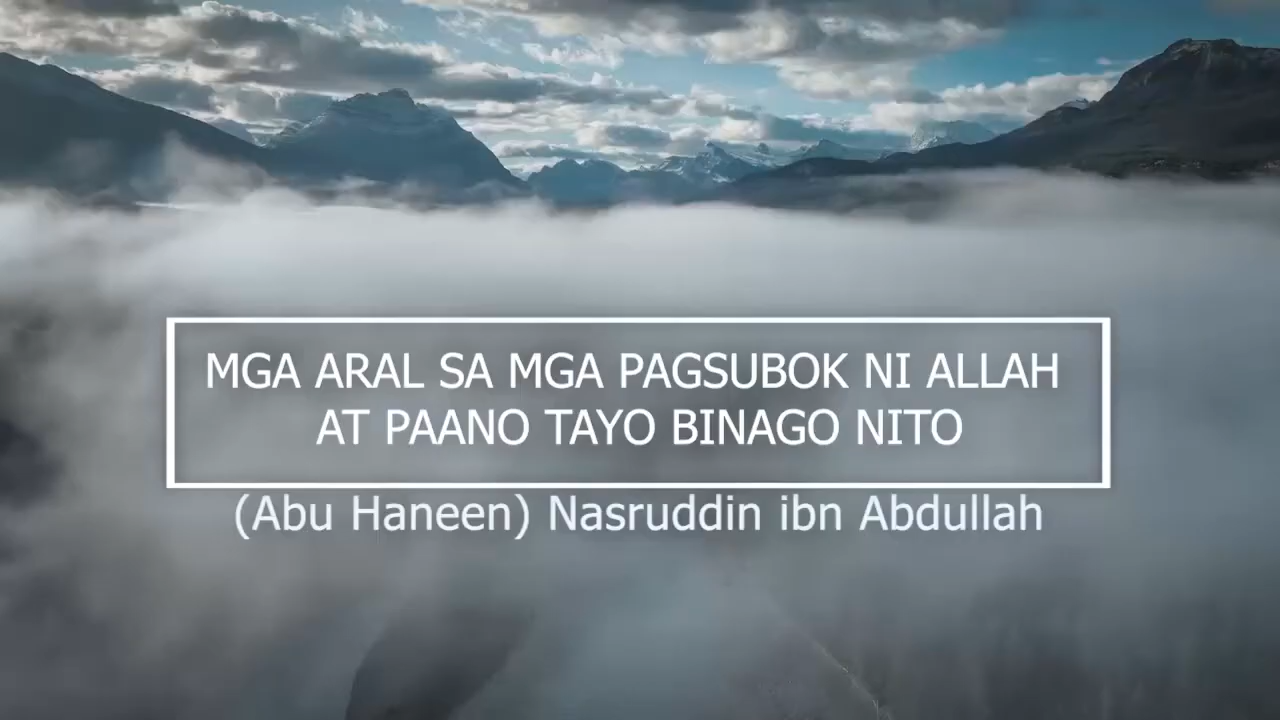 MGA ARAL SA MGA PAGSUBOK NI ALLAH
AT PAANO TAYO BINAGO NITO
(Abu Haneen) Nasruddin ibn Abdullah